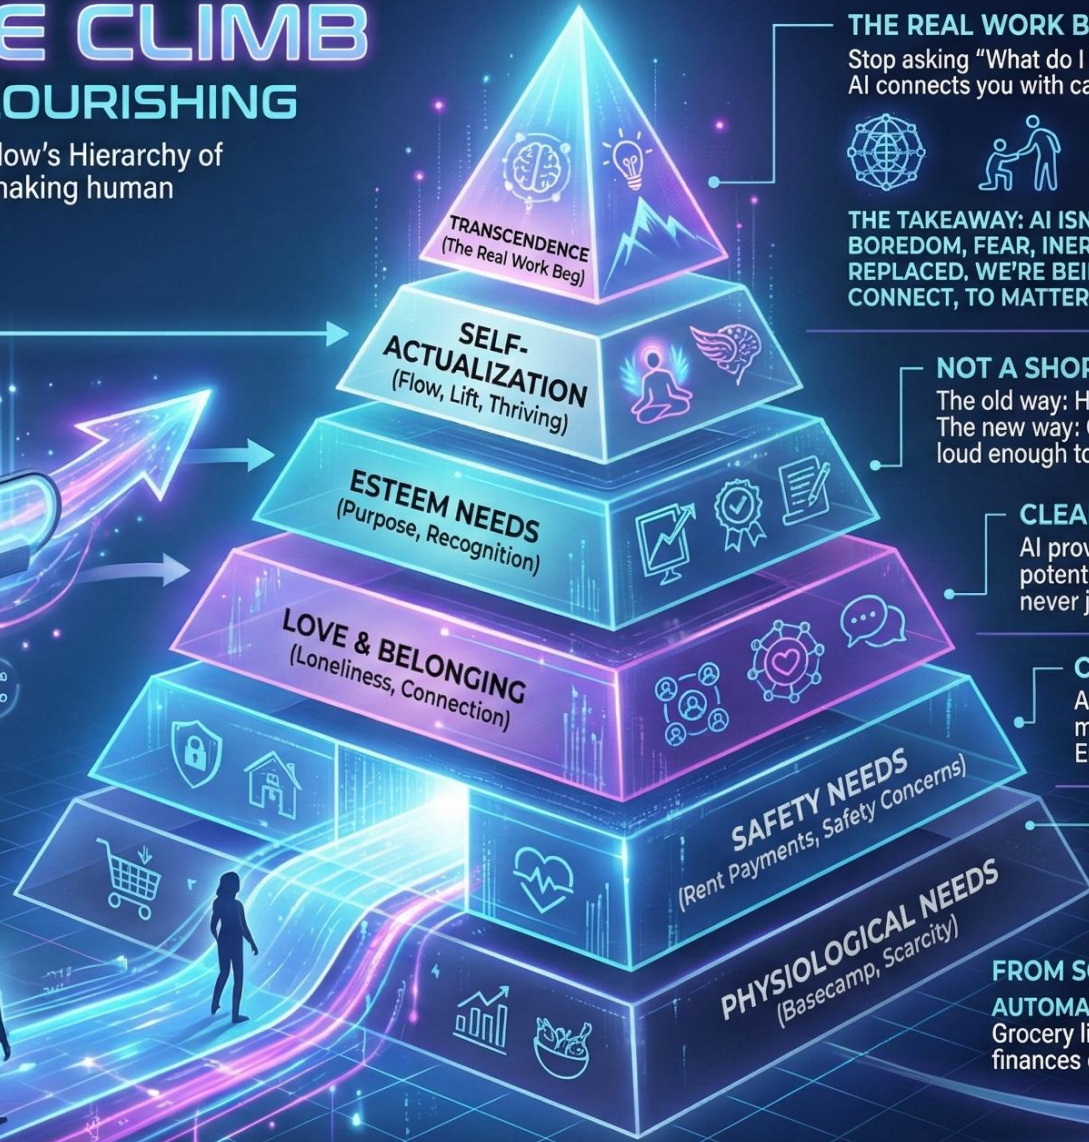 E CLIMB
OURISHING
low's Hierarchy of
naking human
THE REAL WORK B
Stop asking "What do I
AI connects you with ca
THE TAKEAWAY: AI ISN
BOREDOM, FEAR, INER
REPLACED. WE'RE BEI
CONNECT, TO MATTER
TRANSCENDENCE
(The Real Work Beg)
SELF-
ACTUALIZATION
(Flow, Lift, Thriving)
NOT A SHOR
The old way: H
The new way:
loud enough to
ESTEEM NEEDS
(Purpose, Recognition)
CLEA
AI prov
potent
never j
LOVE & BELONGING
(Loneliness, Connection)
SAFETY NEEDS
(Rent Payments, Safety Concerns)
PHYSIOLOGICAL NEEDS
(Basecamp, Scarcity)
FROM SC
AUTOMA
Grocery li
finances